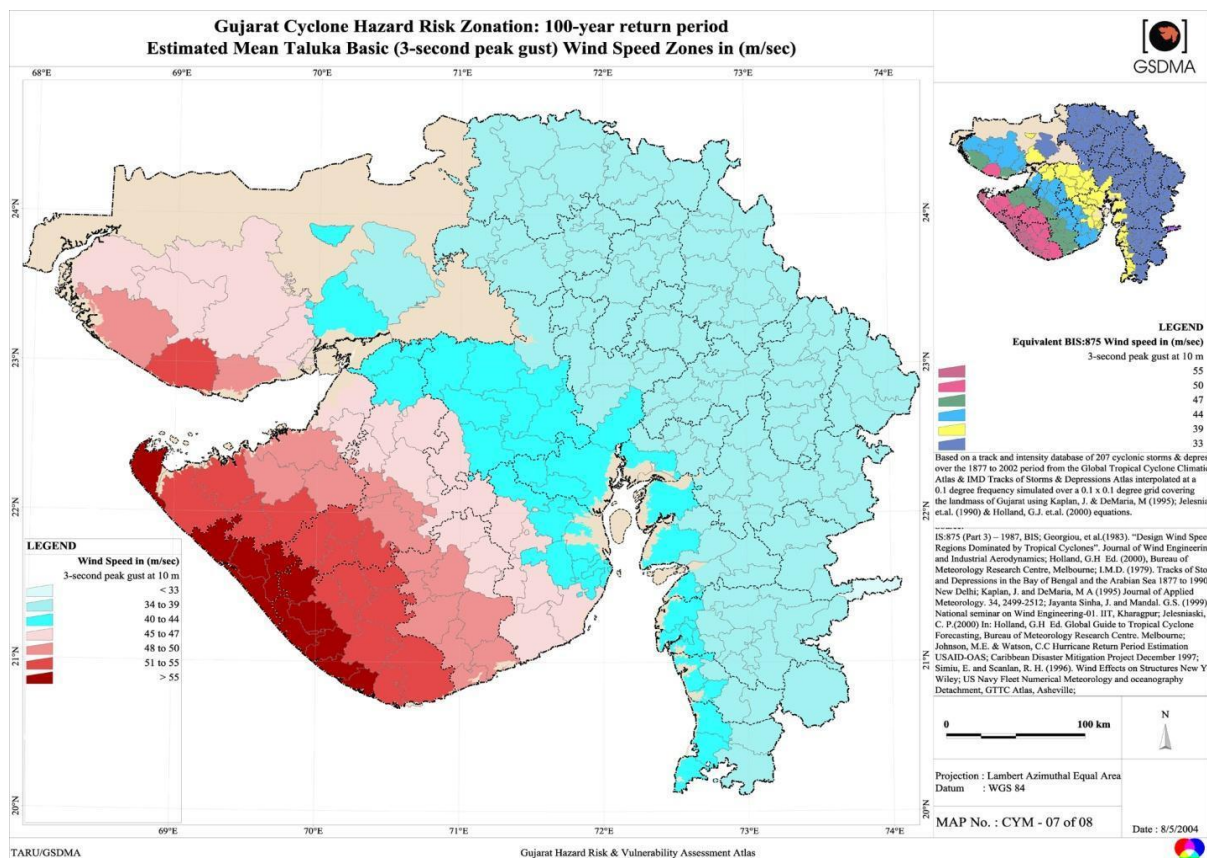 Gujarat Cyclone Hazard Risk Zonation: 100-year return period
Estimated Mean Taluka Basic (3-second peak gust) Wind Speed Zones in (m/sec)
GSDMA
68°E 69°E 70°E 71°E 72°E 73°E 74°E
24°N 24°N
23°N 23°N
22°N 22°N
21°N 21°N
20°N 20°N
69°E 70°E 71°E 72°E 73°E 74°E
LEGEND
Wind Speed in (m/sec)
3-second peak gust at 10 m
< 33
34 to 39
40 to 44
45 to 47
48 to 50
51 to 55
> 55
LEGEND
Equivalent BIS:875 Wind speed in (m/sec)
3-second peak gust at 10 m
55
50
47
44
39
33
Based on a track and intensity database of 207 cyclonic storms & depres
over the 1877 to 2002 period from the Global Tropical Cyclone Climatic
Atlas & IMD Tracks of Storms & Depressions Atlas interpolated at a
0.1 degree frequency simulated over a 0.1 x 0.1 degree grid covering
the landmass of Gujarat using Kaplan, J. & DeMaria, M (1995); Jelesnia
et.al. (1990) & Holland, G.J. et.al. (2000) equations.
IS:875 (Part 3) – 1987, BIS; Georgiou, et.al.(1983). “Design Wind Spee
Regions Dominated by Tropical Cyclones”. Journal of Wind Engineerin
and Industrial Aerodynamics; Holland, G.H Ed. (2000), Bureau of
Meteorology Research Centre, Melbourne; I.M.D. (1979). Tracks of Sto
and Depressions in the Bay of Bengal and the Arabian Sea 1877 to 1990
New Delhi; Kaplan, J. and DeMaria, M A (1995) Journal of Applied
Meteorology. 34, 2499-2512; Jayanta Sinha, J. and Mandal. G.S. (1999)
National seminar on Wind Engineering-01. IIT, Kharagpur; Jelesniaski,
C. P.(2000) In: Holland, G.H Ed. Global Guide to Tropical Cyclone
Forecasting, Bureau of Meteorology Research Centre. Melbourne;
Johnson, M.E. & Watson, C.C Hurricane Return Period Estimation
USAID-OAS; Caribbean Disaster Mitigation Project December 1997;
Simiu, E. and Scanlan, R. H. (1996). Wind Effects on Structures New Y
Wiley; US Navy Fleet Numerical Meteorology and oceanography
Detachment, GTTC Atlas, Asheville;
0 100 km
N
Projection : Lambert Azimuthal Equal Area
Datum : WGS 84
MAP No. : CYM - 07 of 08
Date : 8/5/2004
TARU/GSDMA
Gujarat Hazard Risk & Vulnerability Assessment Atlas